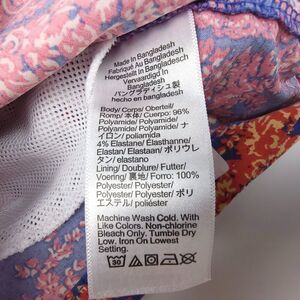 Made In Bangladesh
Fabriqué Au Bangladesh
Hergestellt In Bangladesch
Vervaardigd In
Bangladesh
バングラディシュ製
hecho en bangladesh
Body/ Corps/ Oberteil/
Romp/ 本体/ Cuerpo: 96%
Polyamide/ Polyamide/
Polyamid/ Polyamide/ ナ
イロン/ poliamida
4% Elastane/ Elasthanne/
Elastan/ Elastaan/ ポリウレ
タン/ elastano
Lining/ Doublure/ Futter/
Voering/ 裏地/ Forro: 100%
Polyester/ Polyester/
Polyester/ Polyester/ ポリ
エステル/ poliéster
Machine Wash Cold. With
Like Colors. Non-chlorine
Bleach Only. Tumble Dry
Low. Iron On Lowest
Setting.
30